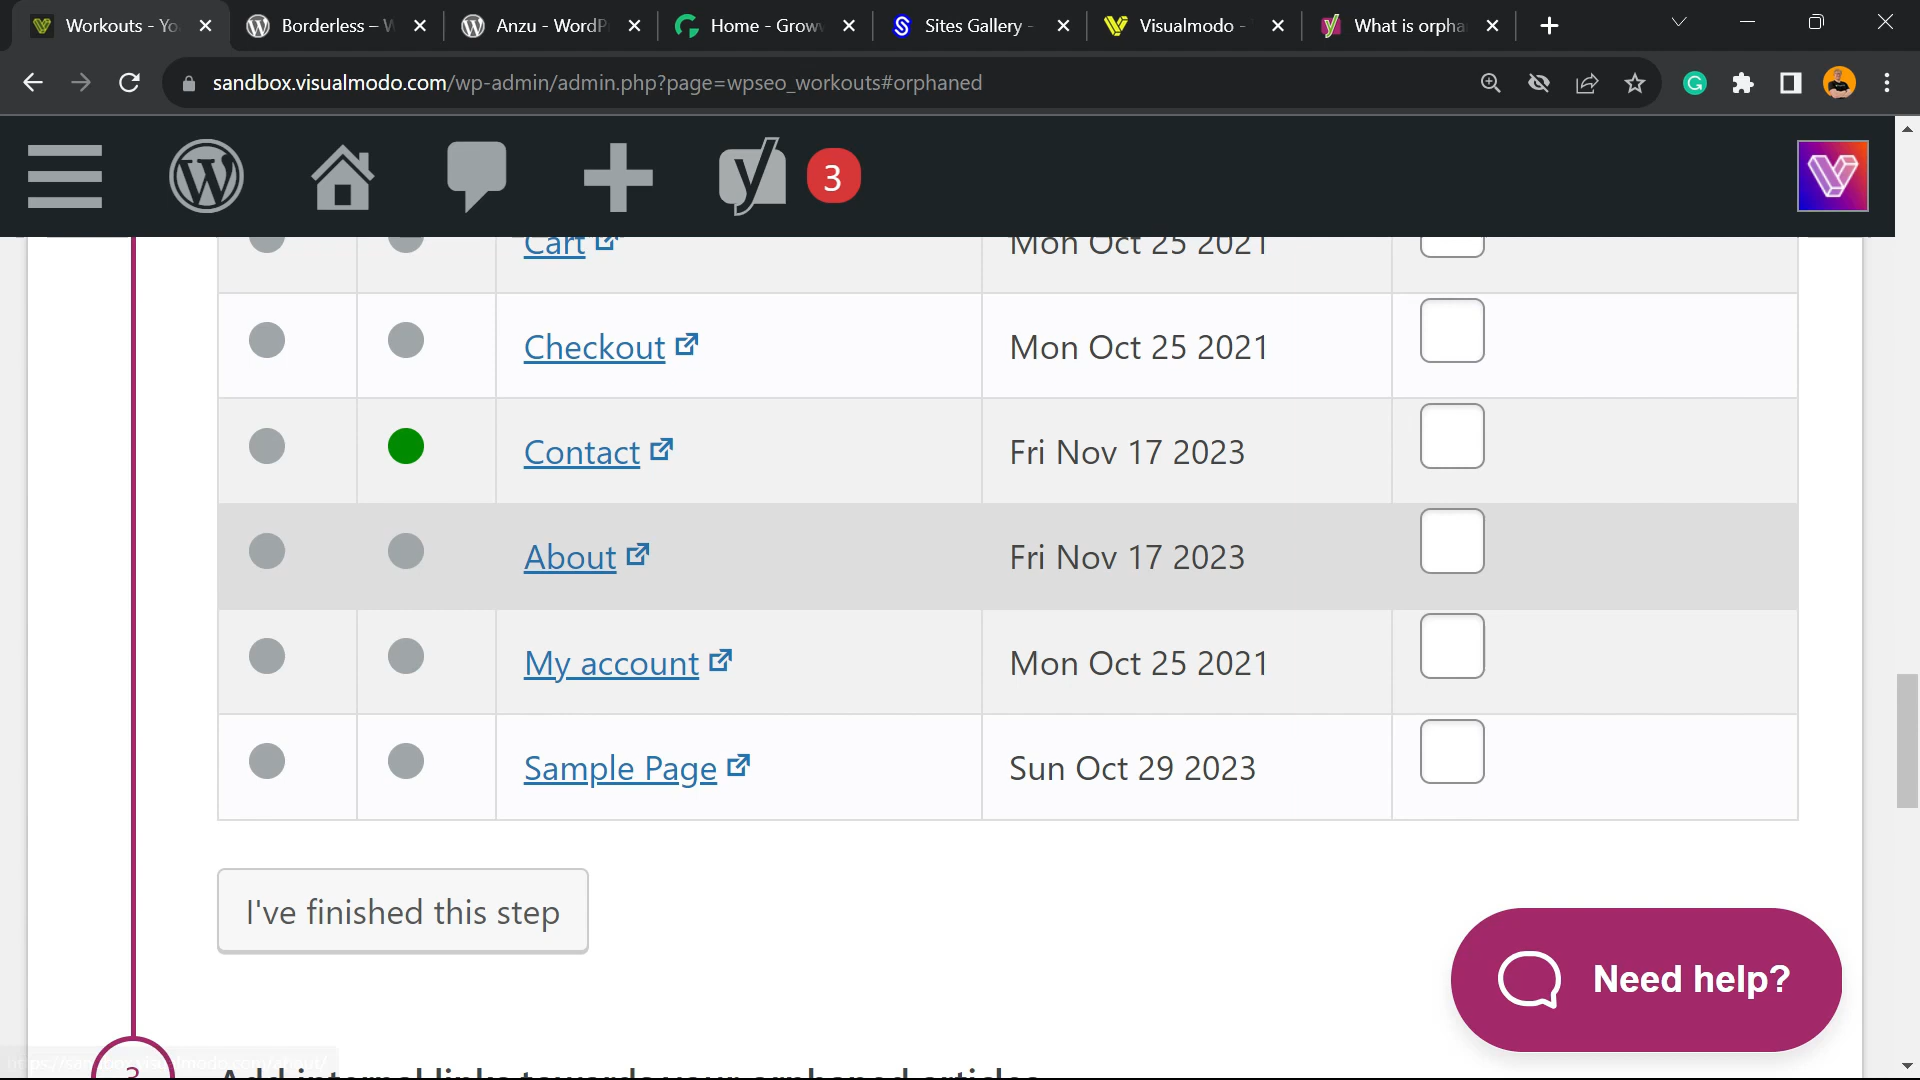 Workouts - Yo
Borderless – W
Anzu - WordP
Home - Grow
Sites Gallery -
Visualmodo -
What is orpha
sandbox.visualmodo.com/wp-admin/admin.php?page=wpseo_workouts#orphaned
3
Cart Mon Oct 25 2021
Checkout Mon Oct 25 2021
Contact Fri Nov 17 2023
About Fri Nov 17 2023
My account Mon Oct 25 2021
Sample Page Sun Oct 29 2023
I've finished this step
Need help?
3
Add internal links towards your orphaned articles